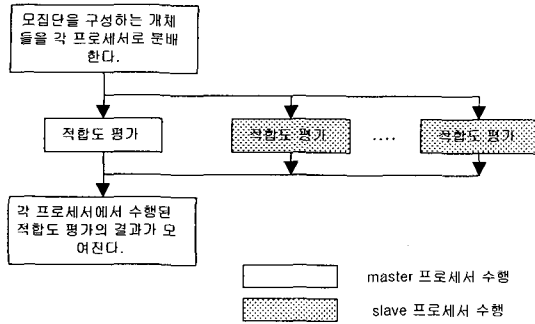 모집단을 구성하는 개체
들을 각 프로세서로 분배
한다.
적합도 평가
적합도 평가
....
적합도 평가
각 프로세서에서 수행된
적합도 평가의 결과가 모
여진다.
master 프로세서 수행
slave 프로세서 수행